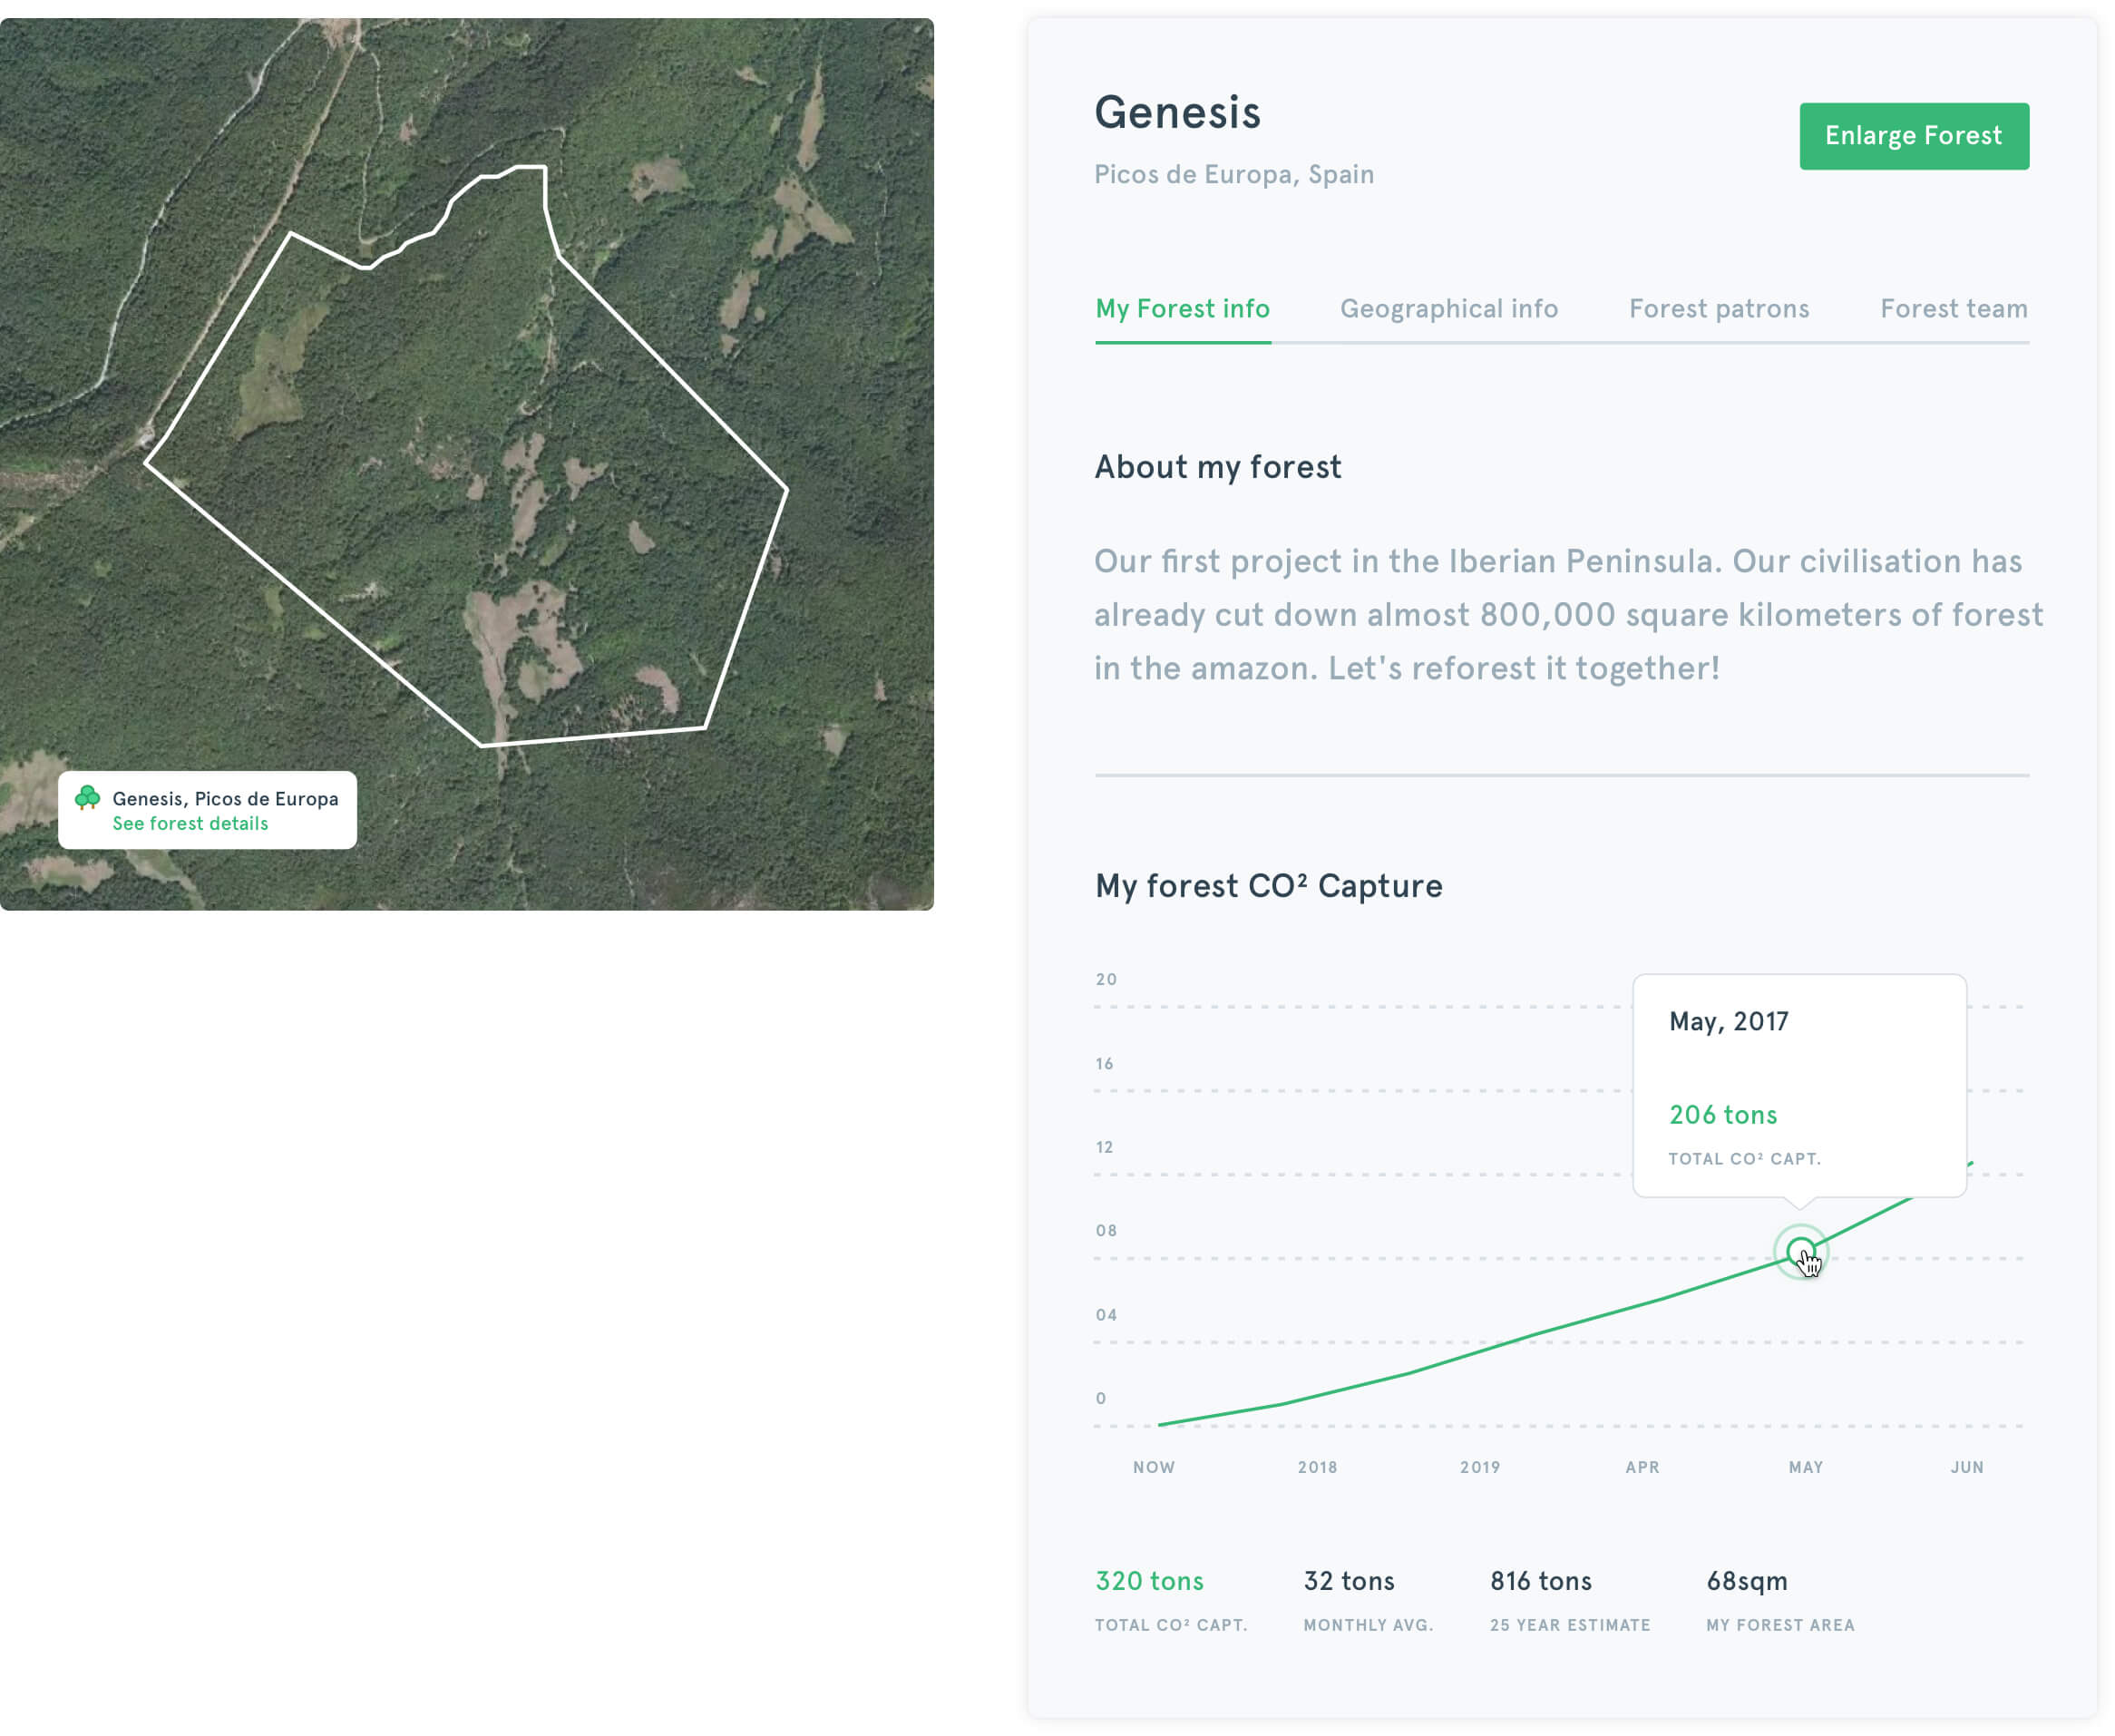 Genesis, Picos de Europa
See forest details
Genesis
Enlarge Forest
Picos de Europa, Spain
My Forest info
Geographical info
Forest patrons
Forest team
About my forest
Our first project in the Iberian Peninsula. Our civilisation has
already cut down almost 800,000 square kilometers of forest
in the amazon. Let's reforest it together!
My forest CO² Capture
20
16
12
08
04
0
May, 2017
206 tons
TOTAL CO² CAPT.
NOW
2018
2019
APR
MAY
JUN
320 tons
TOTAL CO² CAPT.
32 tons
MONTHLY AVG.
816 tons
25 YEAR ESTIMATE
68sqm
MY FOREST AREA